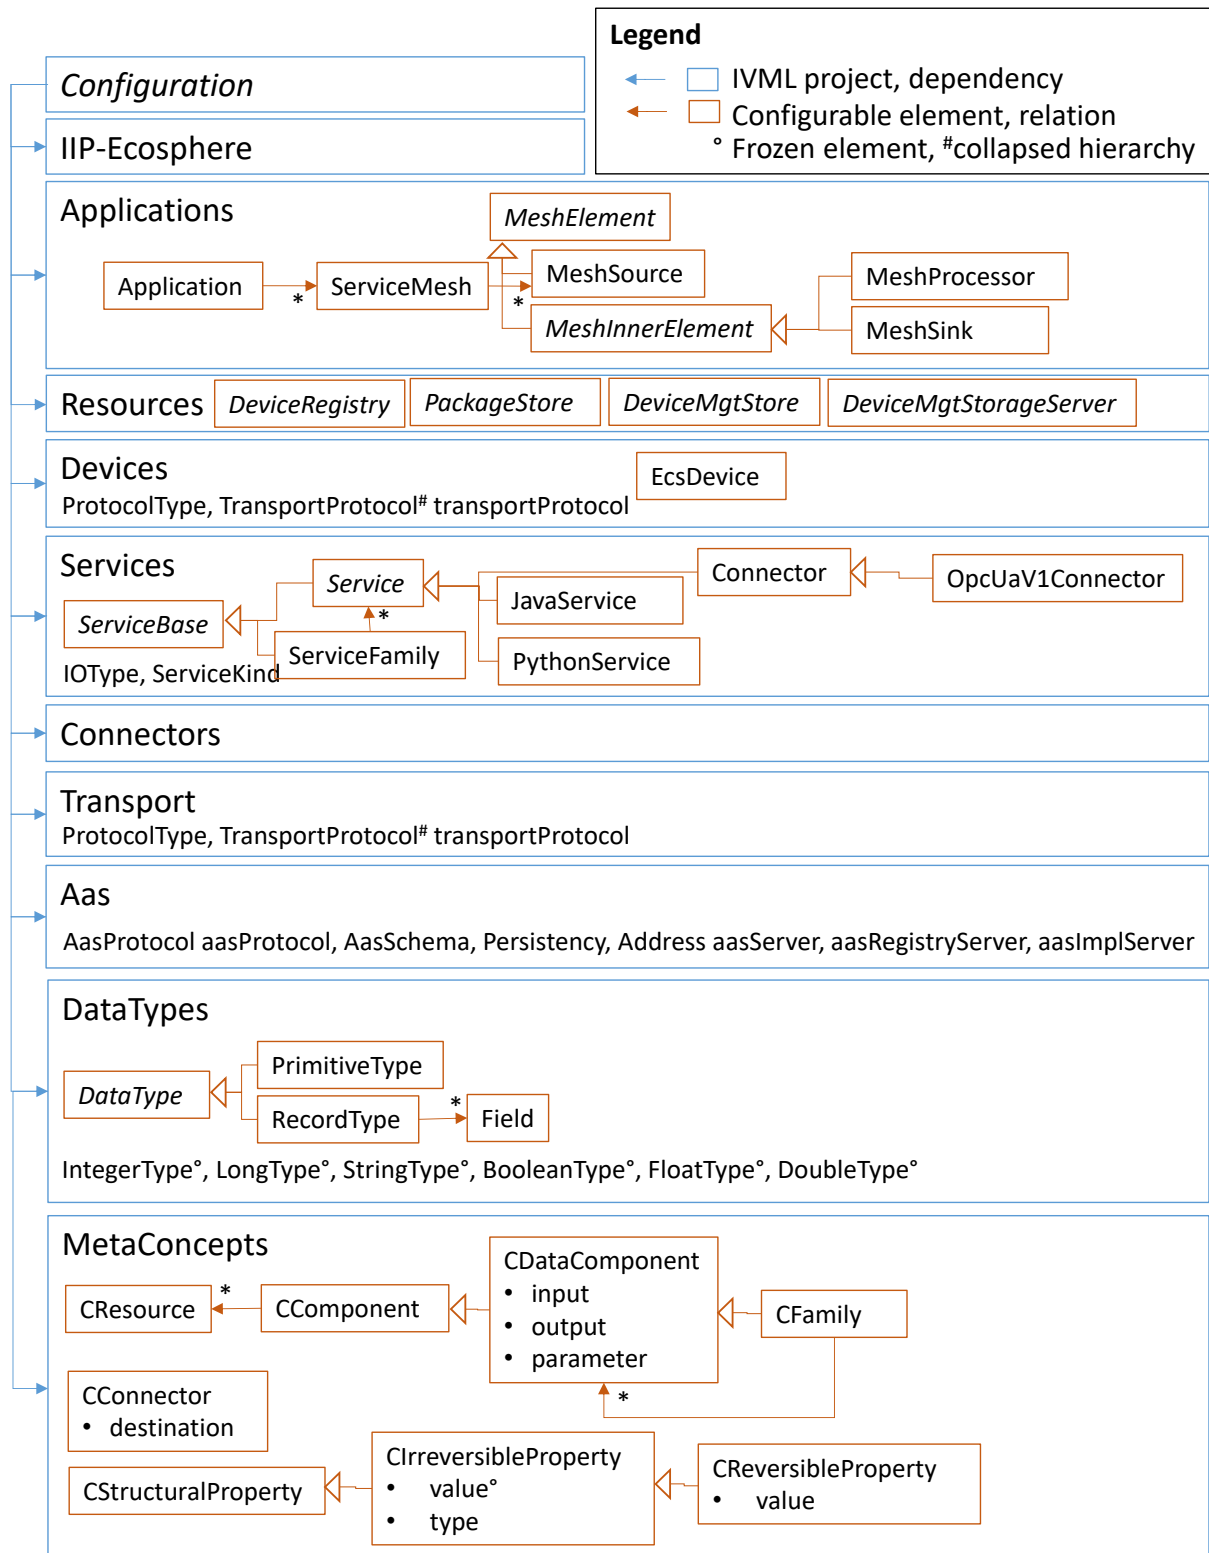 Legend
IVML project, dependency
Configurable element, relation
° Frozen element, #collapsed hierarchy
Configuration
IIP-Ecosphere
Applications
MeshElement
Application
*
ServiceMesh
*
MeshSource
MeshInnerElement
MeshProcessor
MeshSink
Resources
DeviceRegistry
PackageStore
DeviceMgtStore
DeviceMgtStorageServer
Devices
EcsDevice
ProtocolType, TransportProtocol# transportProtocol
Services
Service
Connector
OpcUaV1Connector
JavaService
ServiceBase
*
ServiceFamily
PythonService
IOType, ServiceKind
Connectors
Transport
ProtocolType, TransportProtocol# transportProtocol
Aas
AasProtocol aasProtocol, AasSchema, Persistency, Address aasServer, aasRegistryServer, aasImplServer
DataTypes
PrimitiveType
DataType
RecordType
*
Field
IntegerType°, LongType°, StringType°, BooleanType°, FloatType°, DoubleType°
MetaConcepts
CResource
*
CComponent
CDataComponent
• input
• output
• parameter
CFamily
*
CConnector
• destination
CStructuralProperty
CIrreversibleProperty
• value°
• type
CReversibleProperty
• value